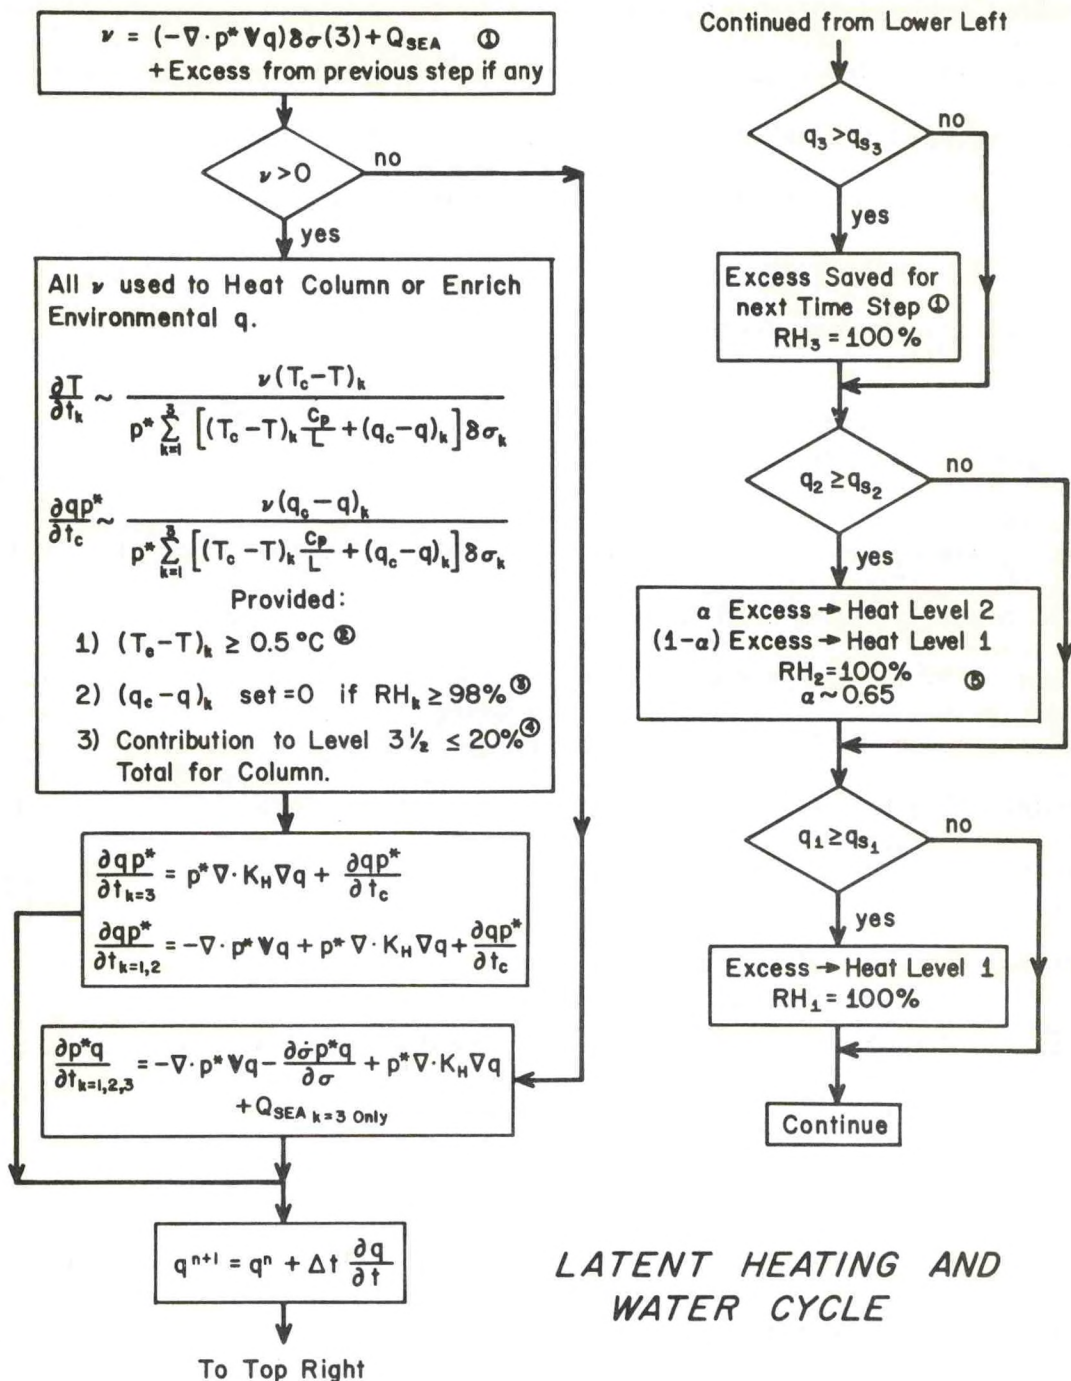 ν = (-∇· p* 𝕍q)δσ(3) + Q_SEA ①
+Excess from previous step if any
ν>0
no
yes
All ν used to Heat Column or Enrich
Environmental q.
∂T/∂t_k ~ ν(T_c-T)_k / p* Σ_{k=1}^{3} [(T_c-T)_k C_p/L + (q_c-q)_k] δσ_k
∂qp*/∂t_c ~ ν(q_c-q)_k / p* Σ_{k=1}^{3} [(T_c-T)_k C_p/L + (q_c-q)_k] δσ_k
Provided:
1) (T_c-T)_k ≥ 0.5 °C ②
2) (q_c-q)_k set =0 if RH_k ≥ 98% ③
3) Contribution to Level 3 ½ ≤ 20% ④
Total for Column.
∂qp*/∂t_{k=3} = p* ∇· K_H ∇q + ∂qp*/∂t_c
∂qp*/∂t_{k=1,2} = -∇· p* 𝕍q + p* ∇· K_H ∇q + ∂qp*/∂t_c
∂p*q/∂t_{k=1,2,3} = -∇· p* 𝕍q - ∂σ̇p*q/∂σ + p* ∇· K_H ∇q
+ Q_SEA k=3 Only
q^{n+1} = q^n + Δt ∂q/∂t
To Top Right
Continued from Lower Left
q_3 > q_{s_3}
no
yes
Excess Saved for
next Time Step ①
RH_3 = 100%
q_2 ≥ q_{s_2}
no
yes
α Excess → Heat Level 2
(1-α) Excess → Heat Level 1
RH_2=100%
α~0.65 ⑤
q_1 ≥ q_{s_1}
no
yes
Excess → Heat Level 1
RH_1 = 100%
Continue
LATENT HEATING AND
WATER CYCLE